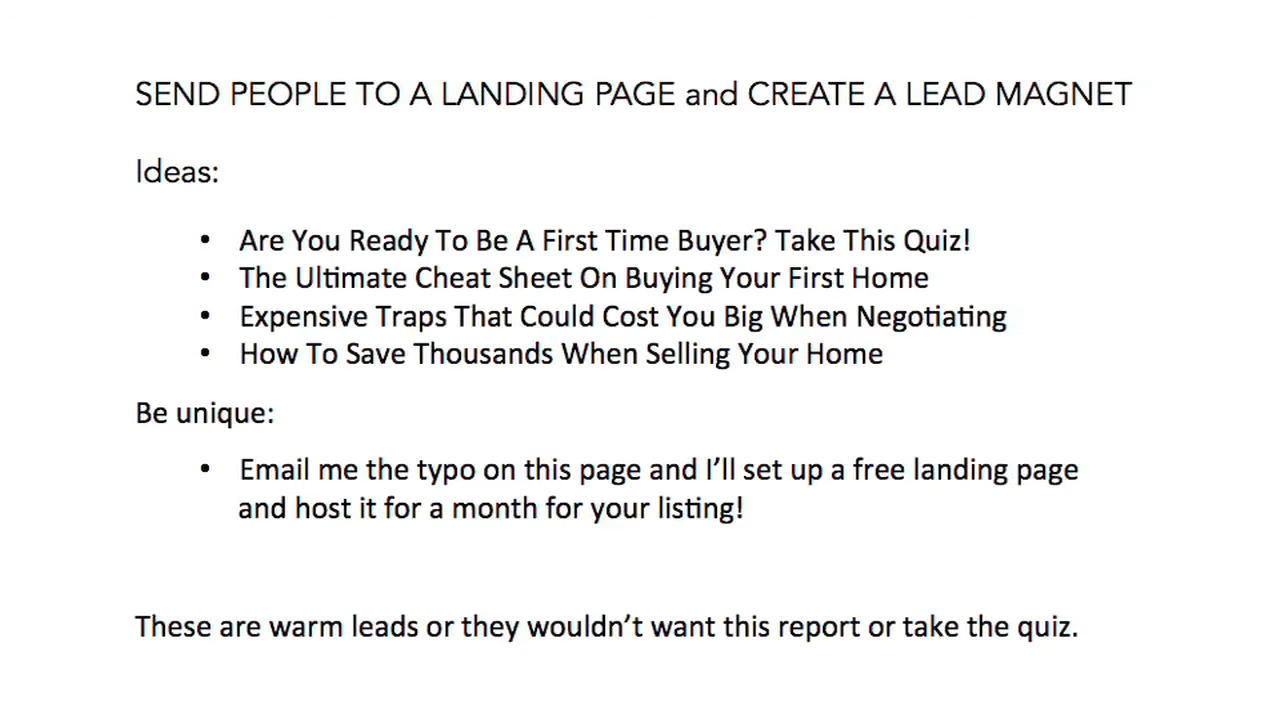 SEND PEOPLE TO A LANDING PAGE and CREATE A LEAD MAGNET
Ideas:
• Are You Ready To Be A First Time Buyer? Take This Quiz!
• The Ultimate Cheat Sheet On Buying Your First Home
• Expensive Traps That Could Cost You Big When Negotiating
• How To Save Thousands When Selling Your Home
Be unique:
• Email me the typo on this page and I’ll set up a free landing page
and host it for a month for your listing!
These are warm leads or they wouldn’t want this report or take the quiz.